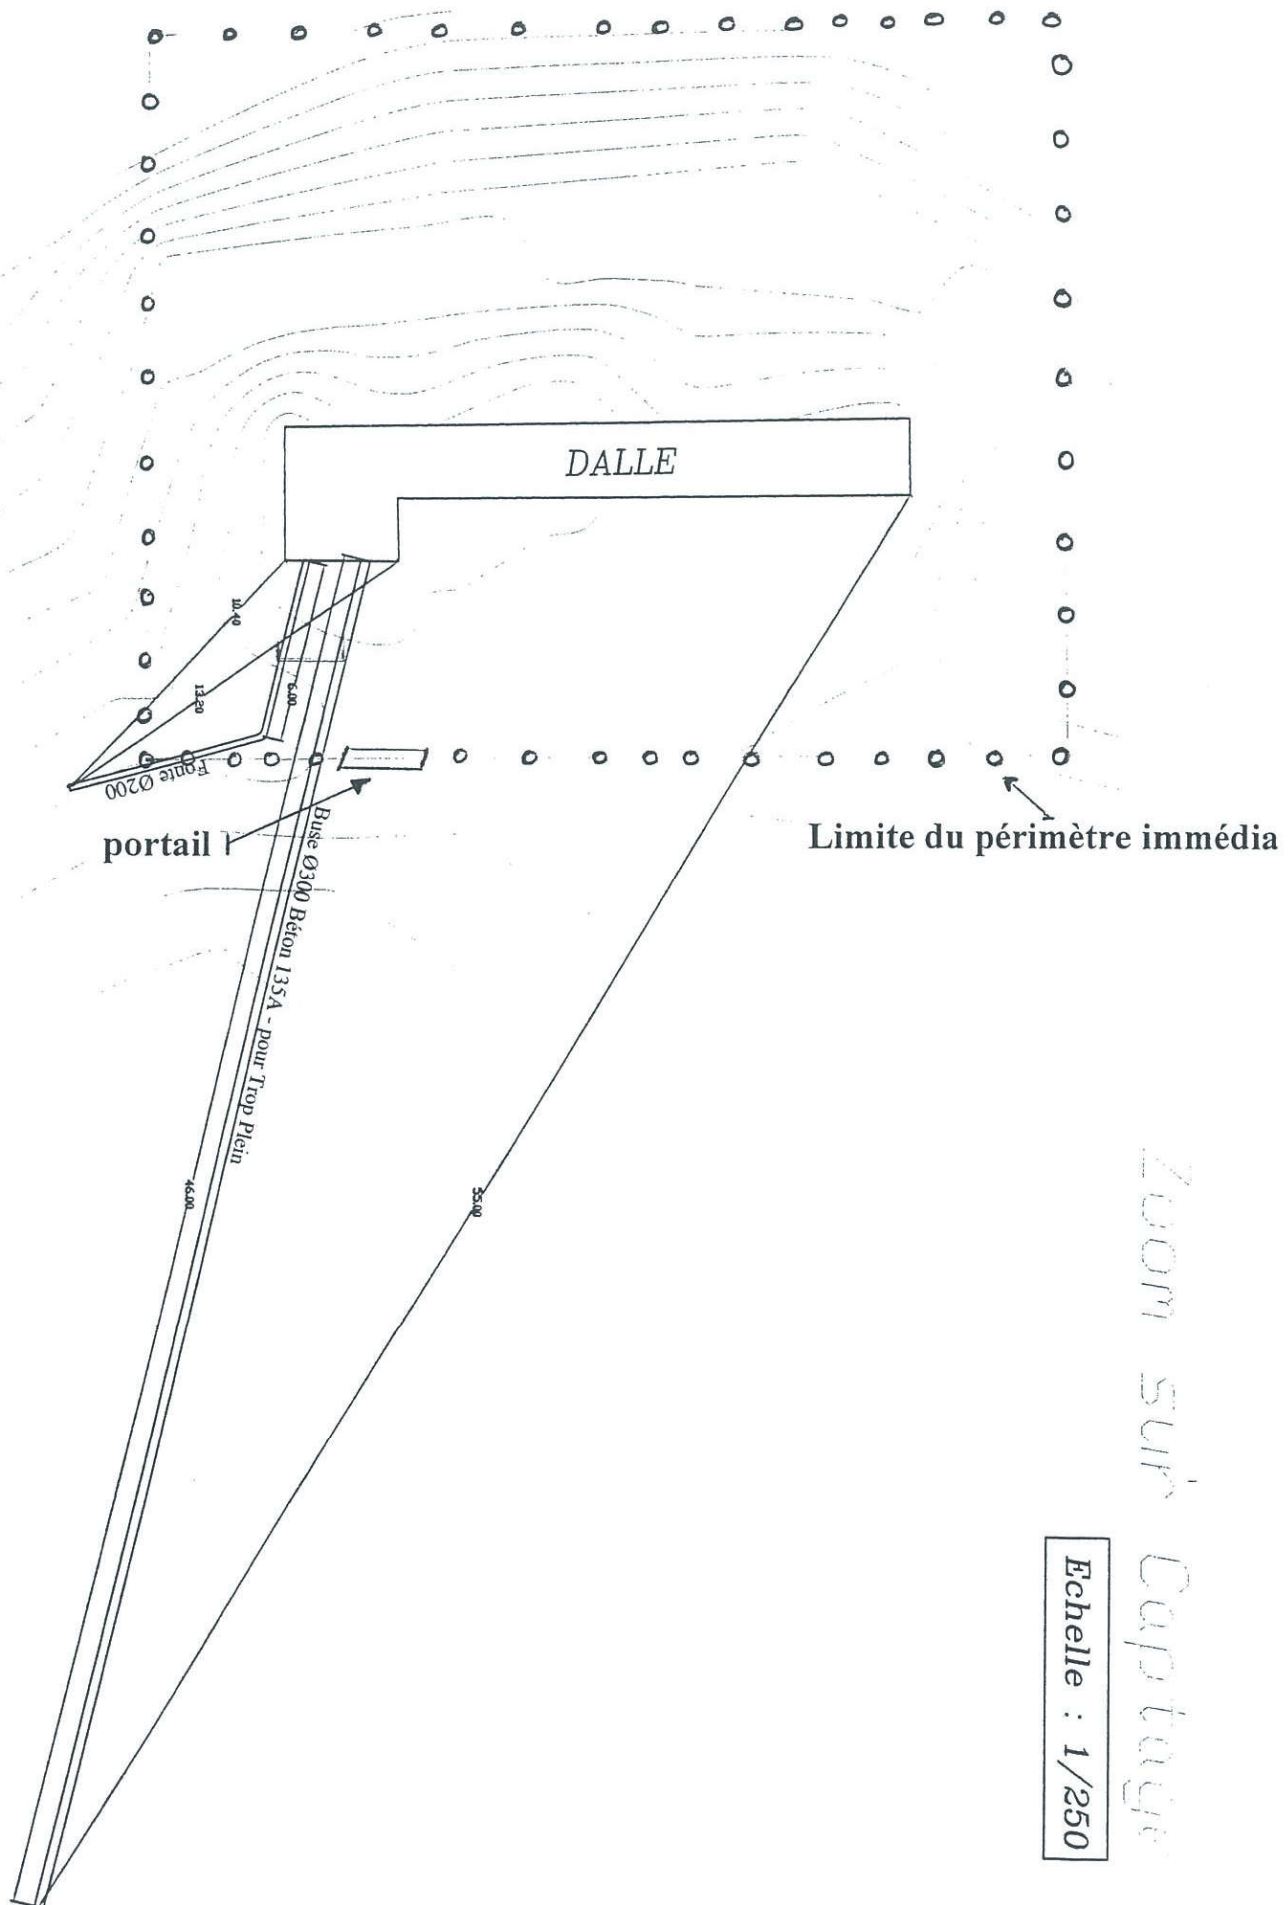 DALLE
10.40
13.20
6.00
Fonte Ø200
portail
Limite du périmètre immédia
Buse Ø300 Béton 135A - pour Trop Plein
46.00
55.00
Zoom sur Captage
Echelle : 1/250